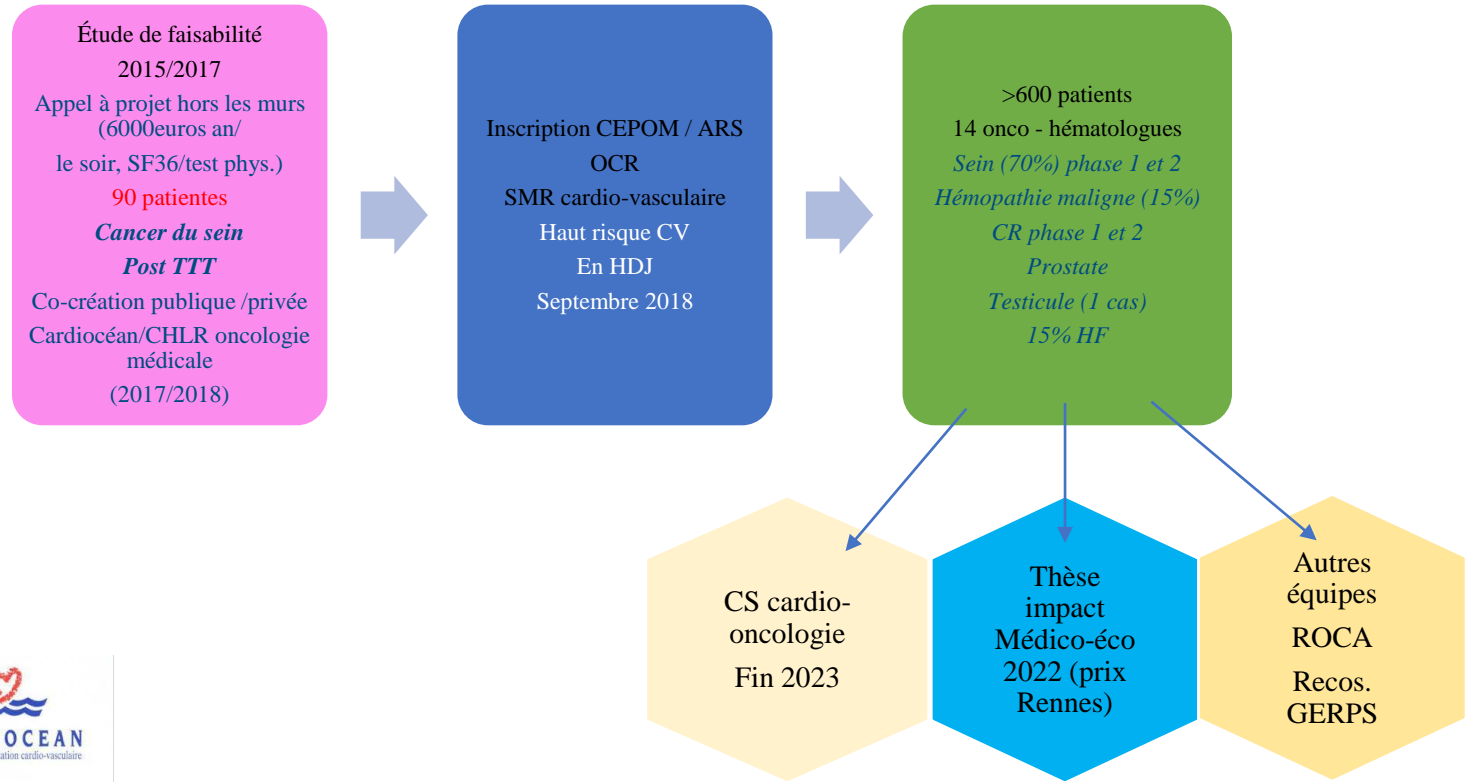 Étude de faisabilité
2015/2017
Appel à projet hors les murs
(6000euros an/
le soir, SF36/test phys.)
90 patientes
Cancer du sein
Post TTT
Co-création publique /privée
Cardiocéan/CHLR oncologie
médicale
(2017/2018)
Inscription CEPOM / ARS
OCR
SMR cardio-vasculaire
Haut risque CV
En HDJ
Septembre 2018
>600 patients
14 onco - hématologues
Sein (70%) phase 1 et 2
Hémopathie maligne (15%)
CR phase 1 et 2
Prostate
Testicule (1 cas)
15% HF
CS cardio-
oncologie
Fin 2023
Thèse
impact
Médico-éco
2022 (prix
Rennes)
Autres
équipes
ROCA
Recos.
GERPS
OCEAN
ation cardio-vasculaire